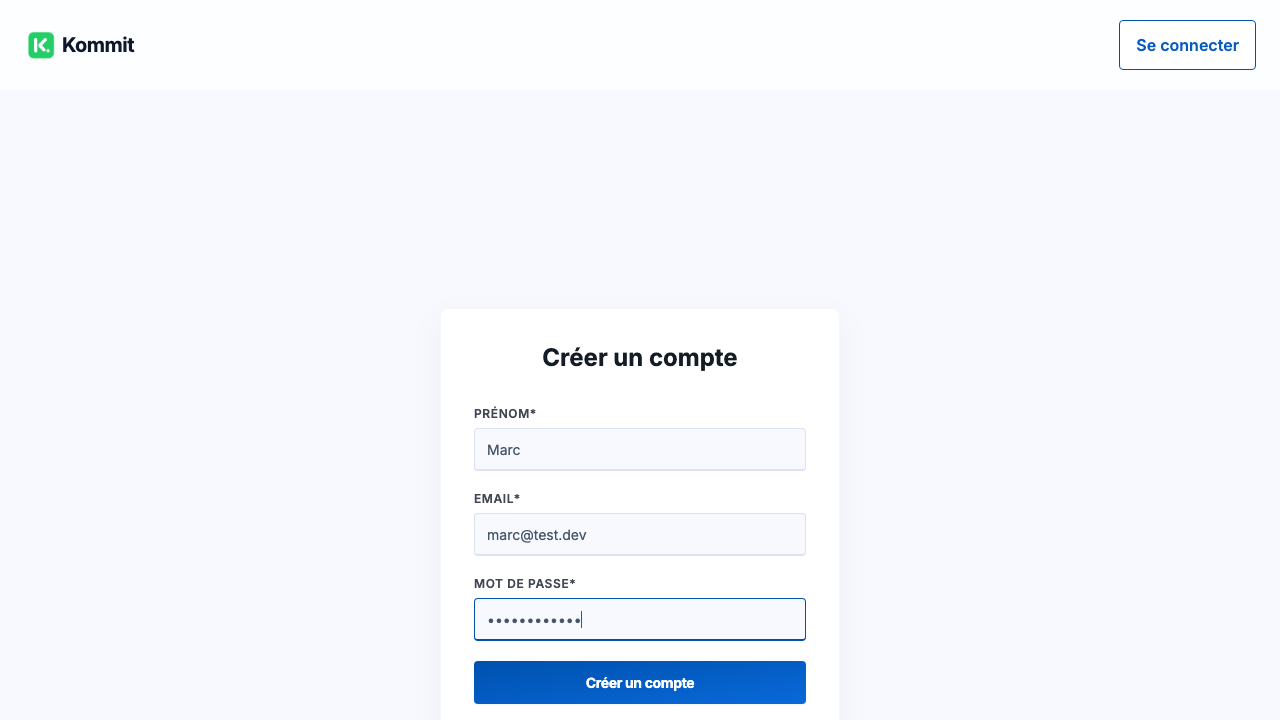 Kommit
Se connecter
Créer un compte
PRÉNOM*
Marc
EMAIL*
marc@test.dev
MOT DE PASSE*
••••••••••••
Créer un compte